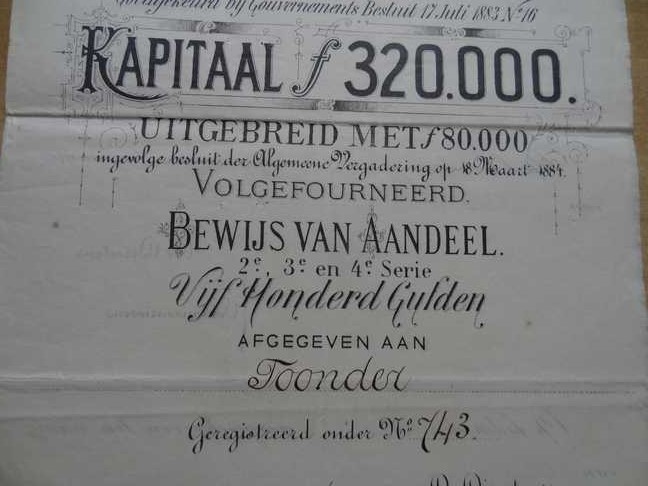 Goedgekeurd bij Gouvernements Besluit 17 Juli 1883 No 16
KAPITAAL f 320.000.
UITGEBREID MET f 80.000
ingevolge besluit der Algemeene Vergadering op 18 Maart 1884.
VOLGEFOURNEERD.
BEWIJS VAN AANDEEL.
2e, 3e en 4e Serie
Vijf Honderd Gulden
AFGEGEVEN AAN
Toonder
Geregistreerd onder No 743.